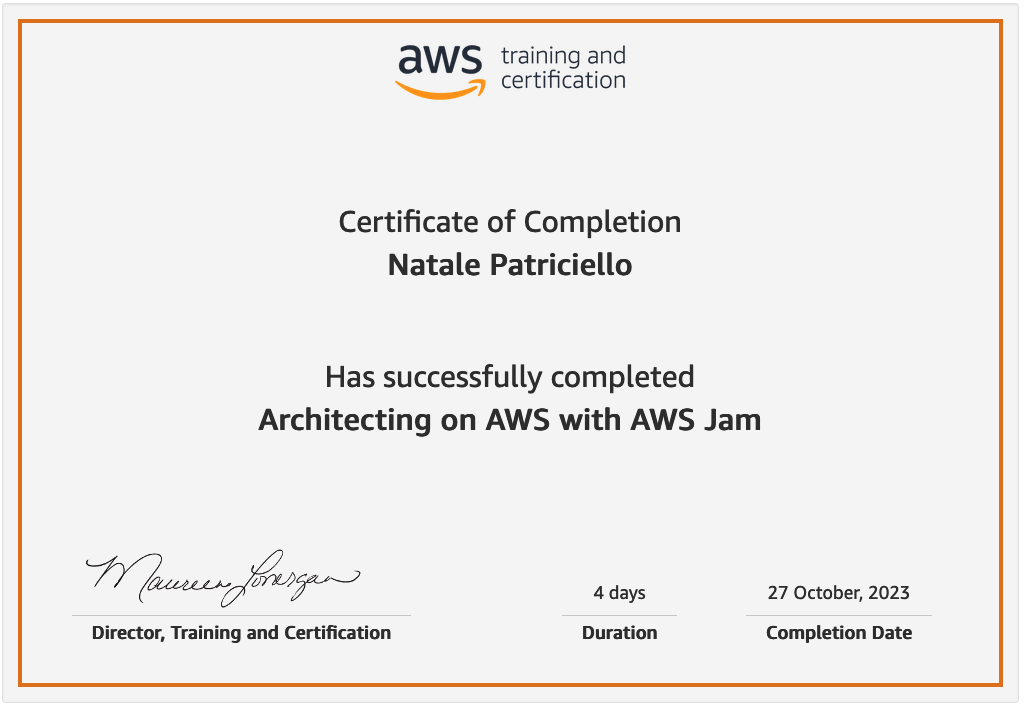 aws training and
certification
Certificate of Completion
Natale Patriciello
Has successfully completed
Architecting on AWS with AWS Jam
Maureen Lonergan
Director, Training and Certification
4 days
Duration
27 October, 2023
Completion Date